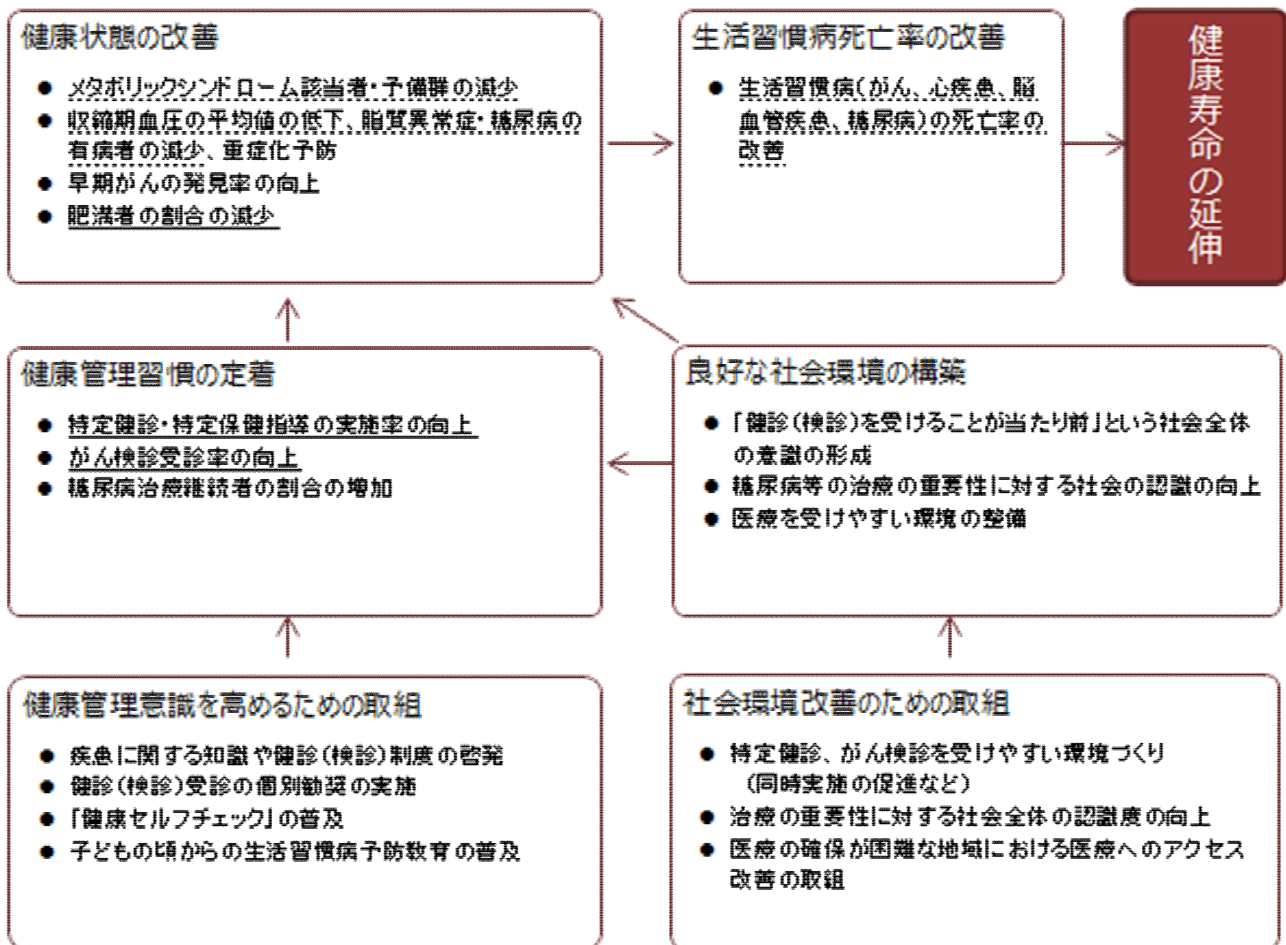 健康状態の改善
● メタボリックシンドローム該当者・予備群の減少
● 収縮期血圧の平均値の低下、脂質異常症・糖尿病の
有病者の減少、重症化予防
● 早期がんの発見率の向上
● 肥満者の割合の減少
生活習慣病死亡率の改善
● 生活習慣病(がん、心疾患、脳
血管疾患、糖尿病)の死亡率の
改善
健康寿命の延伸
健康管理習慣の定着
● 特定健診・特定保健指導の実施率の向上
● がん検診受診率の向上
● 糖尿病治療継続者の割合の増加
良好な社会環境の構築
● 「健診(検診)を受けることが当たり前」という社会全体
の意識の形成
● 糖尿病等の治療の重要性に対する社会の認識の向上
● 医療を受けやすい環境の整備
健康管理意識を高めるための取組
● 疾患に関する知識や健診(検診)制度の啓発
● 健診(検診)受診の個別勧奨の実施
● 「健康セルフチェック」の普及
● 子どもの頃からの生活習慣病予防教育の普及
社会環境改善のための取組
● 特定健診、がん検診を受けやすい環境づくり
(同時実施の促進など)
● 治療の重要性に対する社会全体の認識度の向上
● 医療の確保が困難な地域における医療へのアクセス
改善の取組